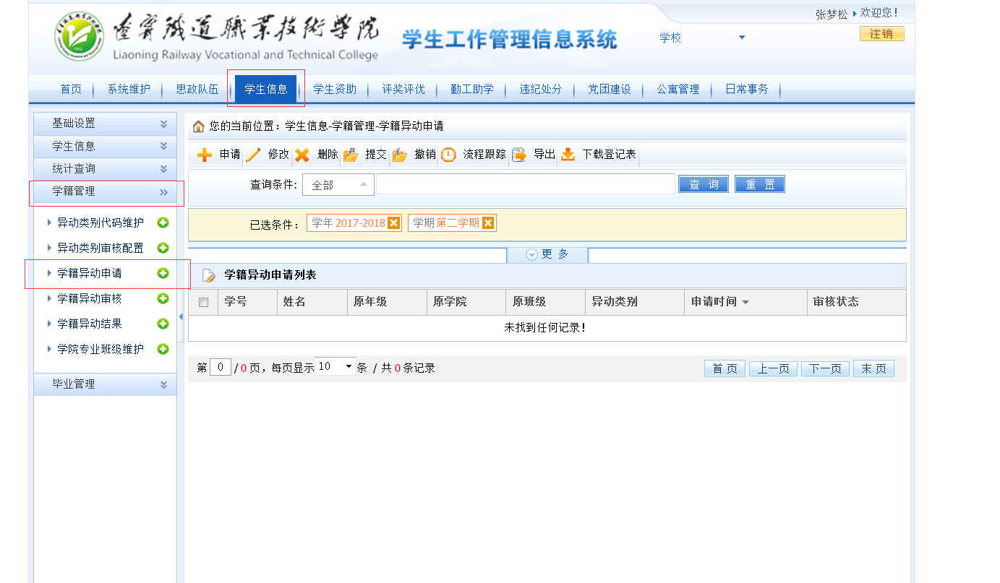 张梦松 欢迎您!
遼寧鐵道職業技術學院
Liaoning Railway Vocational and Technical College
学生工作管理信息系统
学校
注销
首页 系统维护 思政队伍 学生信息 学生资助 评奖评优 勤工助学 违纪处分 党团建设 公寓管理 日常事务
基础设置
学生信息
统计查询
学籍管理
异动类别代码维护
异动类别审核配置
学籍异动申请
学籍异动审核
学籍异动结果
学院专业班级维护
毕业管理
您的当前位置：学生信息-学籍管理-学籍异动申请
申请 修改 删除 提交 撤销 流程跟踪 导出 下载登记表
查询条件: 全部 查 询 重 置
已选条件： 学年 2017-2018 学期 第二学期
更 多
学籍异动申请列表
学号 姓名 原年级 原学院 原班级 异动类别 申请时间 审核状态
未找到任何记录！
第 0 / 0 页，每页显示 10 条 / 共 0 条记录 首 页 上一页 下一页 末 页